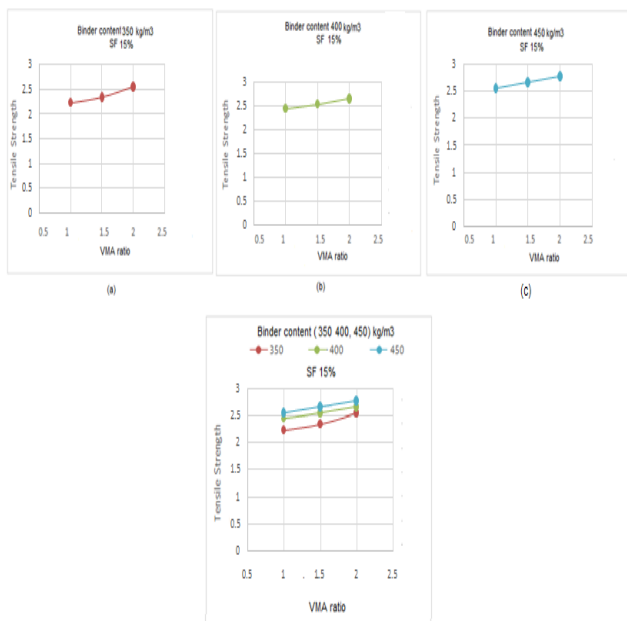 Binder content 350 kg/m3
SF 15%
3
2.5
2
1.5
1
0.5
0
Tensile Strength
0.5 1 1.5 2 2.5
VMA ratio
(a)
Binder content 400 kg/m3
SF 15%
3
2.5
2
1.5
1
0.5
0
Tensile Strength
0.5 1 1.5 2 2.5
VMA ratio
(b)
Binder content 450 kg/m3
SF 15%
3
2.5
2
1.5
1
0.5
0
Tensile Strength
0.5 1 1.5 2 2.5
VMA ratio
(c)
Binder content ( 350 400, 450) kg/m3
350 400 450
SF 15%
3
2.5
2
1.5
1
0.5
0
Tensile Strength
0.5 1 . 1.5 2 2.5
VMA ratio